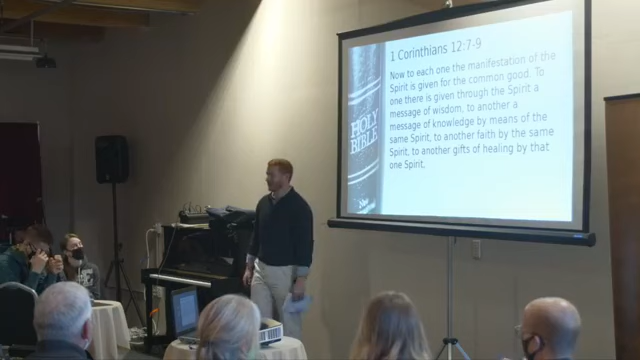 1 Corinthians 12:7-9
Now to each one the manifestation of the
Spirit is given for the common good. To
one there is given through the Spirit a
message of wisdom, to another a
message of knowledge by means of the
same Spirit, to another faith by the same
Spirit, to another gifts of healing by that
one Spirit.
HOLY
BIBLE